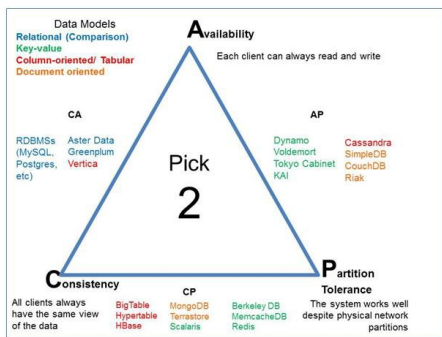 Data Models
Relational (Comparison)
Key-value
Column-oriented/ Tabular
Document oriented
Availability
Each client can always read and write
CA
RDBMSs
(MySQL,
Postgres,
etc)
Aster Data
Greenplum
Vertica
AP
Dynamo
Voldemort
Tokyo Cabinet
KAI
Cassandra
SimpleDB
CouchDB
Riak
Pick
2
Consistency
All clients always
have the same view
of the data
CP
BigTable
Hypertable
HBase
MongoDB
Terrastore
Scalaris
Berkeley DB
MemcacheDB
Redis
Partition
Tolerance
The system works well
despite physical network
partitions